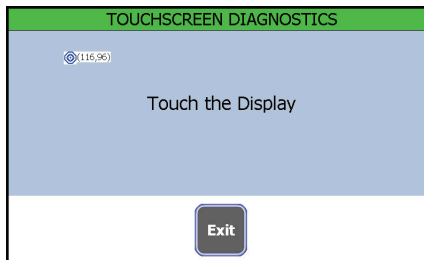 TOUCHSCREEN DIAGNOSTICS
(116,96)
Touch the Display
Exit